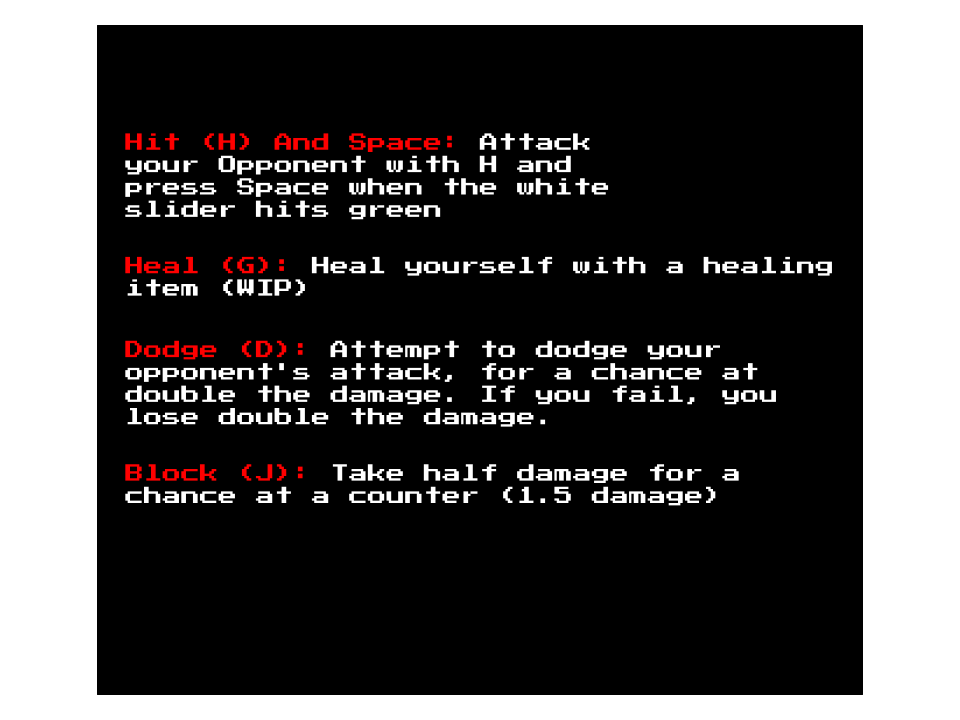 Hit (H) And Space: Attack
your Opponent with H and
press Space when the white
slider hits green
Heal (G): Heal yourself with a healing
item (WIP)
Dodge (D): Attempt to dodge your
opponent's attack, for a chance at
double the damage. If you fail, you
lose double the damage.
Block (J): Take half damage for a
chance at a counter (1.5 damage)